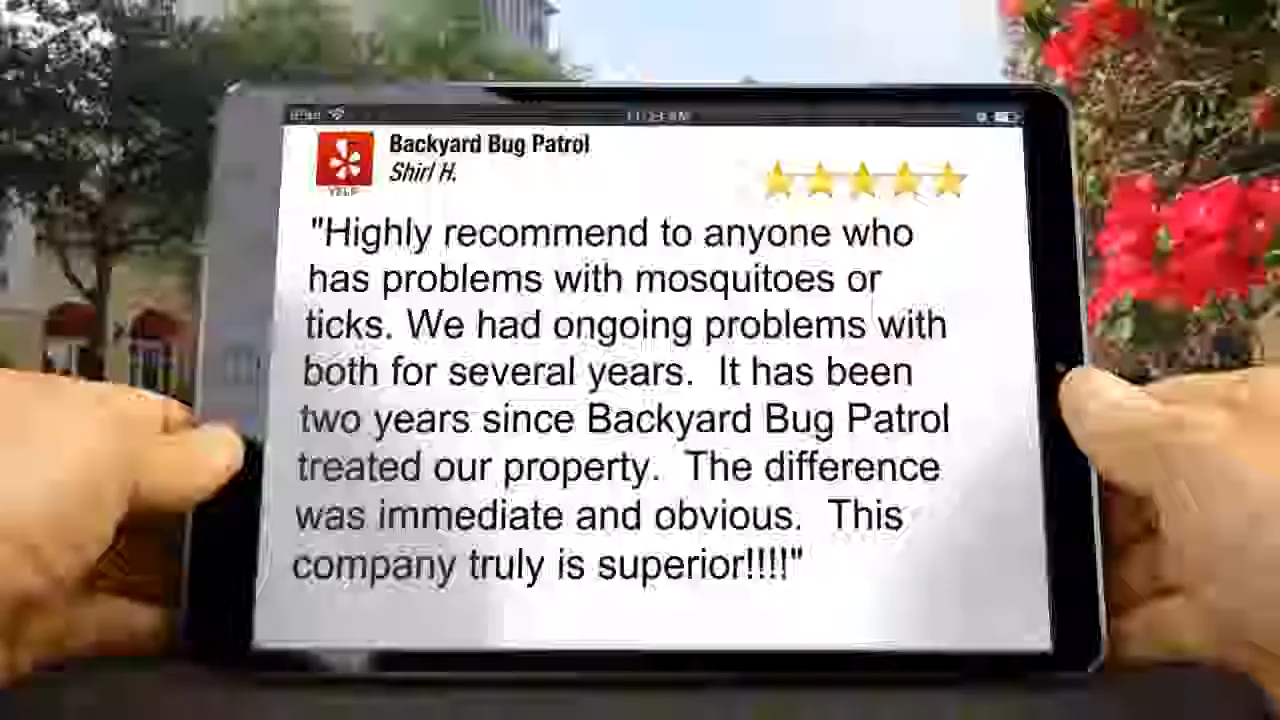 Backyard Bug Patrol
Shirl H.
YELP
"Highly recommend to anyone who
has problems with mosquitoes or
ticks. We had ongoing problems with
both for several years.  It has been
two years since Backyard Bug Patrol
treated our property.  The difference
was immediate and obvious.  This
company truly is superior!!!!"